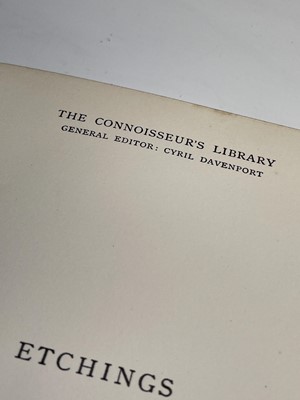 THE CONNOISSEUR'S LIBRARY
GENERAL EDITOR: CYRIL DAVENPORT
ETCHINGS